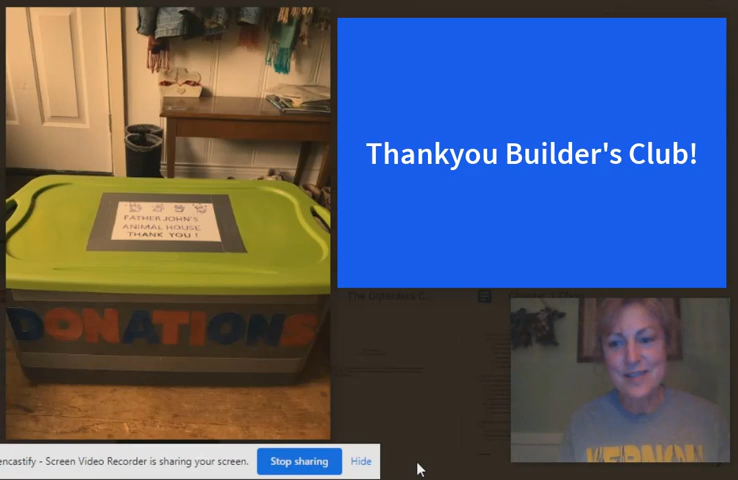 FATHER JOHN'S
ANIMAL HOUSE
THANK YOU !
DONATIONS
Thankyou Builder's Club!
encastify - Screen Video Recorder is sharing your screen.
Stop sharing
Hide